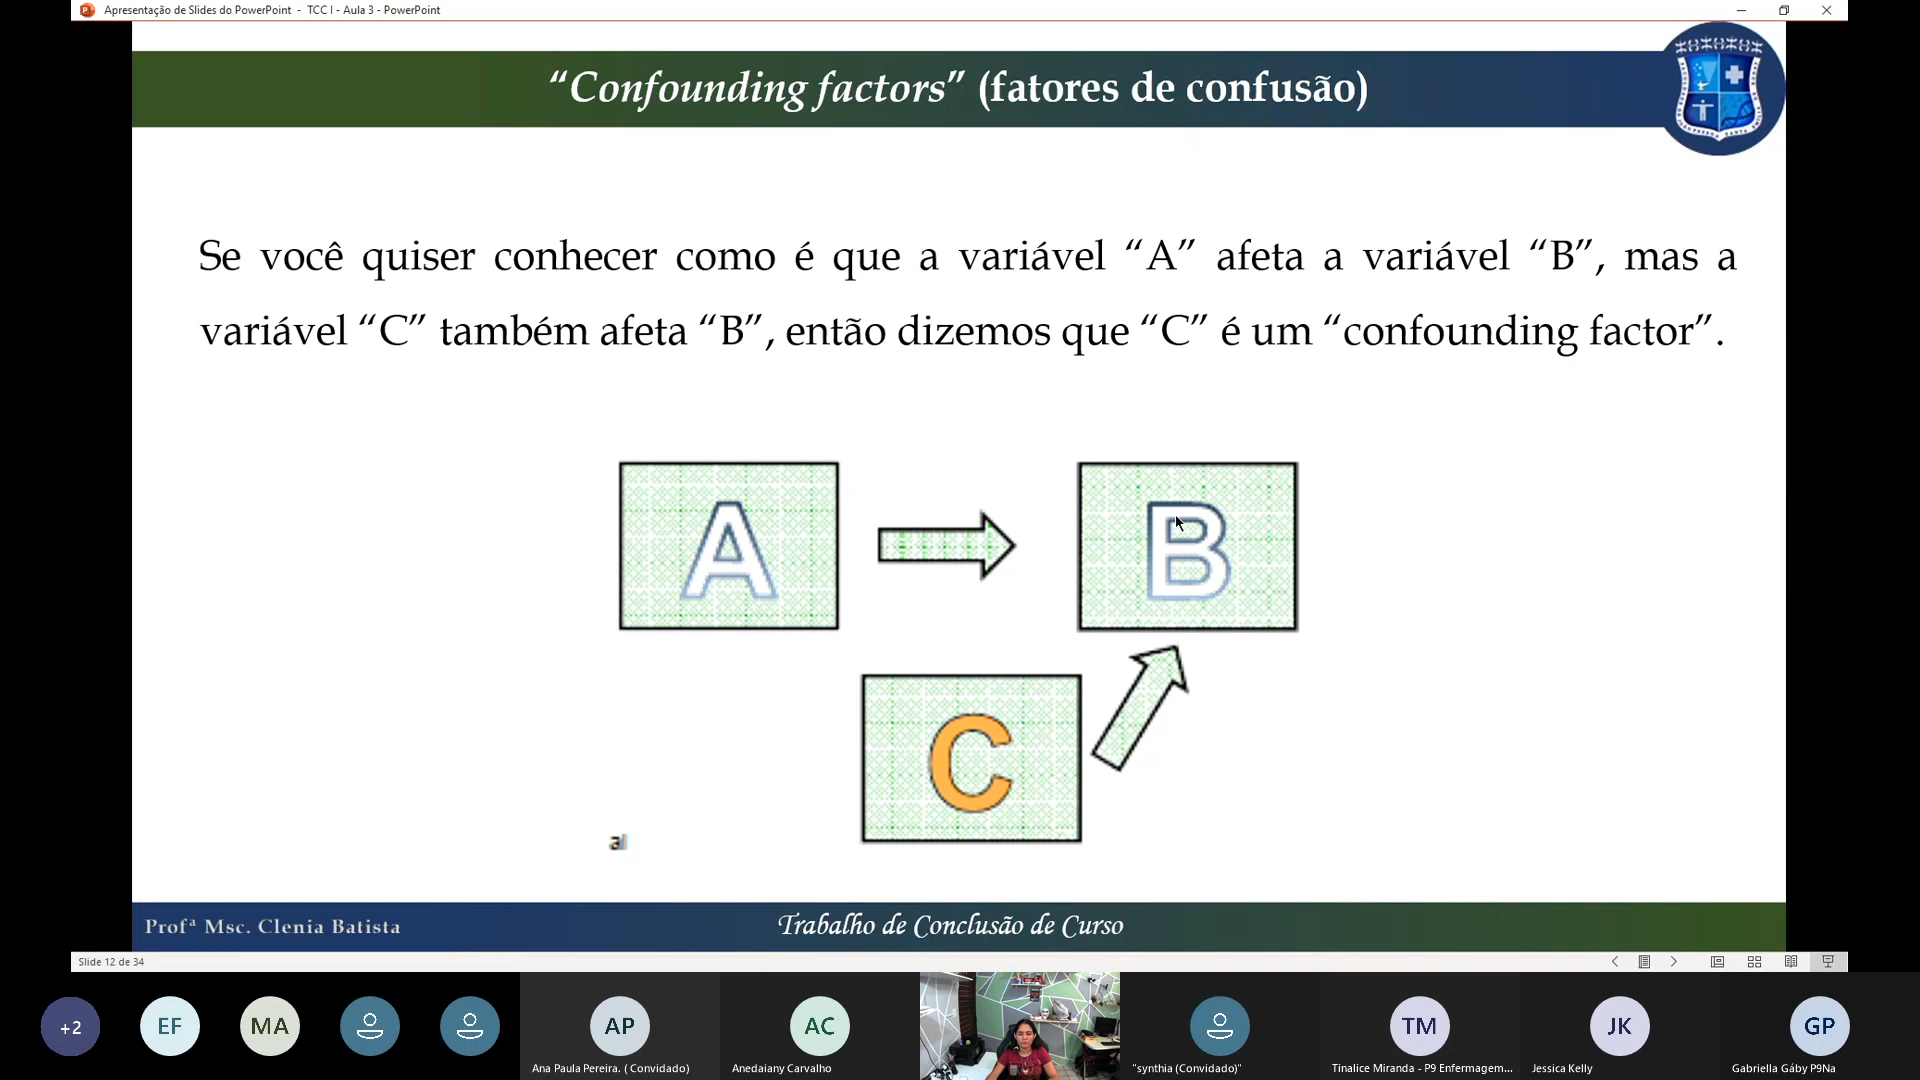 Apresentação de Slides do PowerPoint - TCC I - Aula 3 - PowerPoint
“Confounding factors” (fatores de confusão)
Se você quiser conhecer como é que a variável “A” afeta a variável “B”, mas a
variável “C” também afeta “B”, então dizemos que “C” é um “confounding factor”.
A
B
C
a
Profª Msc. Clenia Batista
Trabalho de Conclusão de Curso
Slide 12 de 34
+2
EF
MA
AP
AC
TM
JK
GP
Ana Paula Pereira. ( Convidado)
Anedaiany Carvalho
"synthia (Convidado)"
Tinalice Miranda - P9 Enfermagem...
Jessica Kelly
Gabriella Gáby P9Na